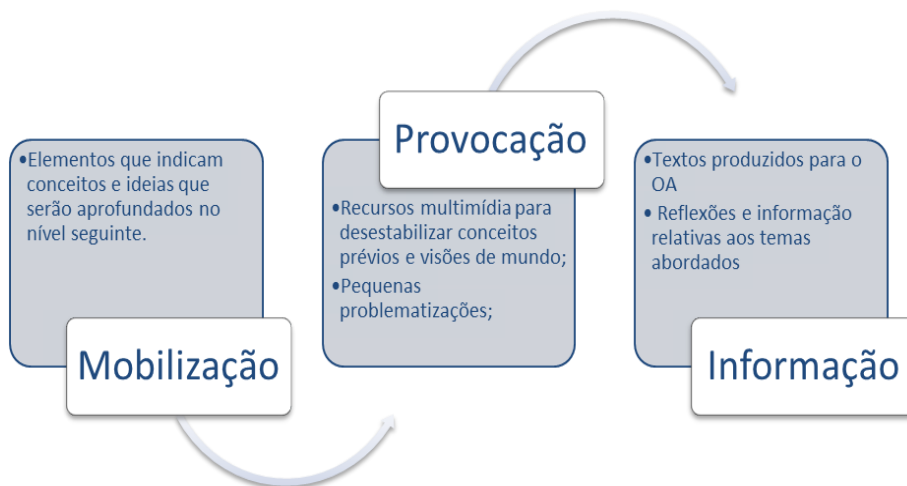 •Elementos que indicam
conceitos e ideias que
serão aprofundados no
nível seguinte.
Mobilização
Provocação
•Recursos multimídia para
desestabilizar conceitos
prévios e visões de mundo;
•Pequenas
problematizações;
•Textos produzidos para o
OA
• Reflexões e informação
relativas aos temas
abordados
Informação